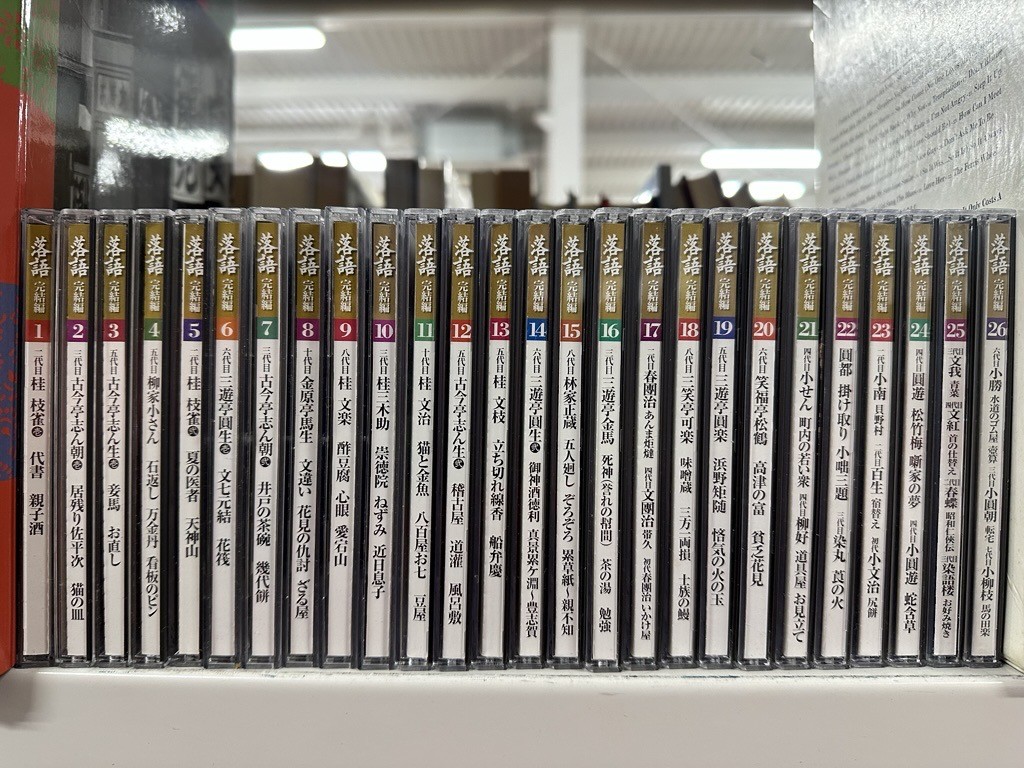 落語 完結編 1 二代目 桂 枝雀 壱 代書 親子酒
落語 完結編 2 三代目 古今亭志ん朝 壱 居残り佐平次 猫の皿
落語 完結編 3 五代目 古今亭志ん生 壱 妾馬 お直し
落語 完結編 4 五代目 柳家小さん 石返し 万金丹 看板のピン
落語 完結編 5 二代目 桂 枝雀 弐 夏の医者 天神山
落語 完結編 6 六代目 三遊亭圓生 壱 文七元結 花筏
落語 完結編 7 三代目 古今亭志ん朝 弐 井戸の茶碗 幾代餅
落語 完結編 8 十代目 金原亭馬生 文違い 花見の仇討 ざる屋
落語 完結編 9 八代目 桂 文楽 酢豆腐 心眼 愛宕山
落語 完結編 10 三代目 桂三木助 崇徳院 ねずみ 近日息子
落語 完結編 11 十代目 桂 文治 猫と金魚 八百屋お七 豆屋
落語 完結編 12 五代目 古今亭志ん生 弐 稽古屋 道灌 風呂敷
落語 完結編 13 五代目 桂 文枝 立ち切れ線香 船弁慶
落語 完結編 14 六代目 三遊亭圓生 弐 御神酒徳利 真景累ケ淵〜豊志賀
落語 完結編 15 八代目 林家正蔵 五人廻し ぞろぞろ 累草紙〜親不知
落語 完結編 16 三代目 三遊亭金馬 死神(誉れの幇間) 茶の湯 勉強
落語 完結編 17 二代目 春團治 あんま炬燵 四代目 文團治 帯久 初代 春團治 いかけ屋
落語 完結編 18 八代目 三笑亭可楽 味噌蔵 三方一両損 士族の鰻
落語 完結編 19 五代目 三遊亭圓楽 浜野矩随 悋気の火の玉
落語 完結編 20 六代目 笑福亭松鶴 高津の富 貧乏花見
落語 完結編 21 四代目 小せん 町内の若い衆 四代目 柳好 道具屋 お見立て
落語 完結編 22 圓都 掛け取り 小咄三題 三代目 染丸 莨の火
落語 完結編 23 二代目 小南 貝野村 二代目 百生 宿替え 初代 小文治 尻餅
落語 完結編 24 四代目 圓遊 松竹梅 噺家の夢 四代目 小圓遊 蛇含草
落語 完結編 25 三代目 文我 青菜 四代目 文紅 首の仕替え 二代目 春蝶 昭和任侠伝 三代目 染語楼 お好み焼き
落語 完結編 26 六代目 小勝 水道のゴム屋 壺算 三代目 小圓朝 転宅 七代目 小柳枝 馬の田楽